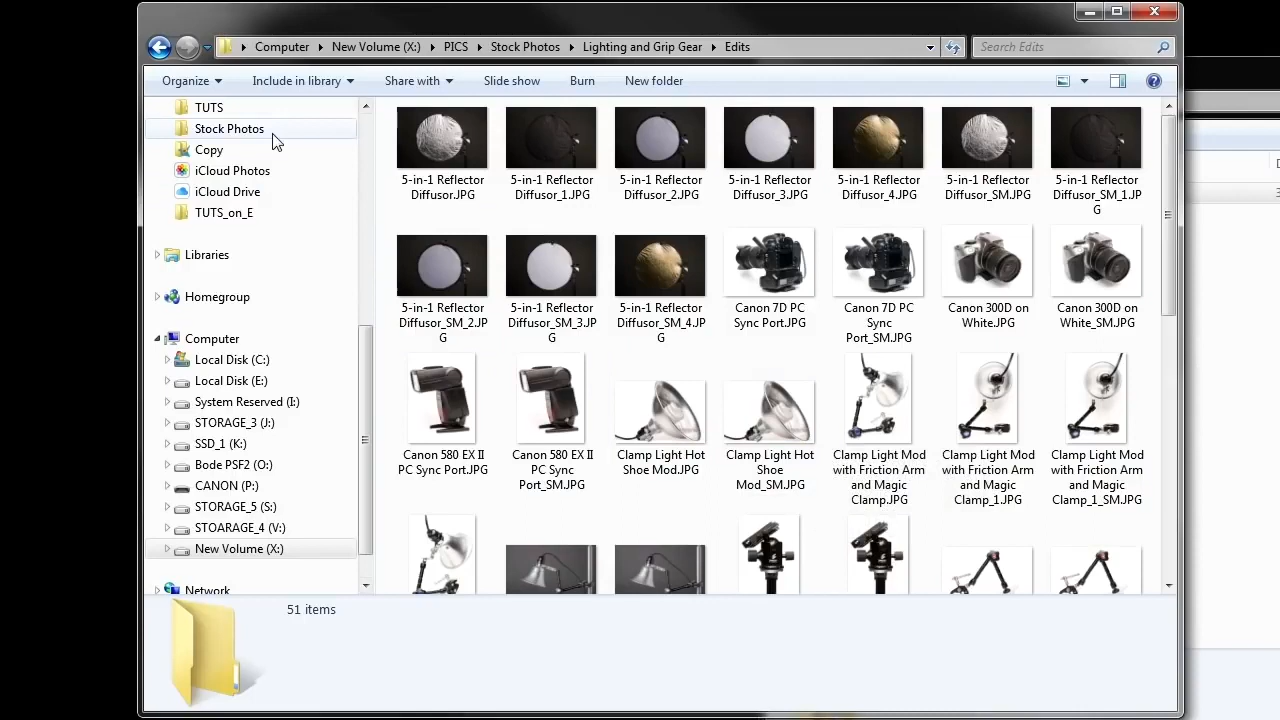 Computer
New Volume (X:)
PICS
Stock Photos
Lighting and Grip Gear
Edits
Search Edits
Organize
Include in library
Share with
Slide show
Burn
New folder
TUTS
Stock Photos
Copy
iCloud Photos
iCloud Drive
TUTS_on_E
Libraries
Homegroup
Computer
Local Disk (C:)
Local Disk (E:)
System Reserved (I:)
STORAGE_3 (J:)
SSD_1 (K:)
Bode PSF2 (O:)
CANON (P:)
STORAGE_5 (S:)
STOARAGE_4 (V:)
New Volume (X:)
Network
5-in-1 Reflector
Diffusor.JPG
5-in-1 Reflector
Diffusor_1.JPG
5-in-1 Reflector
Diffusor_2.JPG
5-in-1 Reflector
Diffusor_3.JPG
5-in-1 Reflector
Diffusor_4.JPG
5-in-1 Reflector
Diffusor_SM.JPG
5-in-1 Reflector
Diffusor_SM_1.JP
G
5-in-1 Reflector
Diffusor_SM_2.JP
G
5-in-1 Reflector
Diffusor_SM_3.JP
G
5-in-1 Reflector
Diffusor_SM_4.JP
G
Canon 7D PC
Sync Port.JPG
Canon 7D PC
Sync
Port_SM.JPG
Canon 300D on
White.JPG
Canon 300D on
White_SM.JPG
Canon 580 EX II
PC Sync Port.JPG
Canon 580 EX II
PC Sync
Port_SM.JPG
Clamp Light Hot
Shoe Mod.JPG
Clamp Light Hot
Shoe
Mod_SM.JPG
Clamp Light Mod
with Friction Arm
and Magic
Clamp.JPG
Clamp Light Mod
with Friction Arm
and Magic
Clamp_1.JPG
Clamp Light Mod
with Friction Arm
and Magic
Clamp_1_SM.JPG
51 items